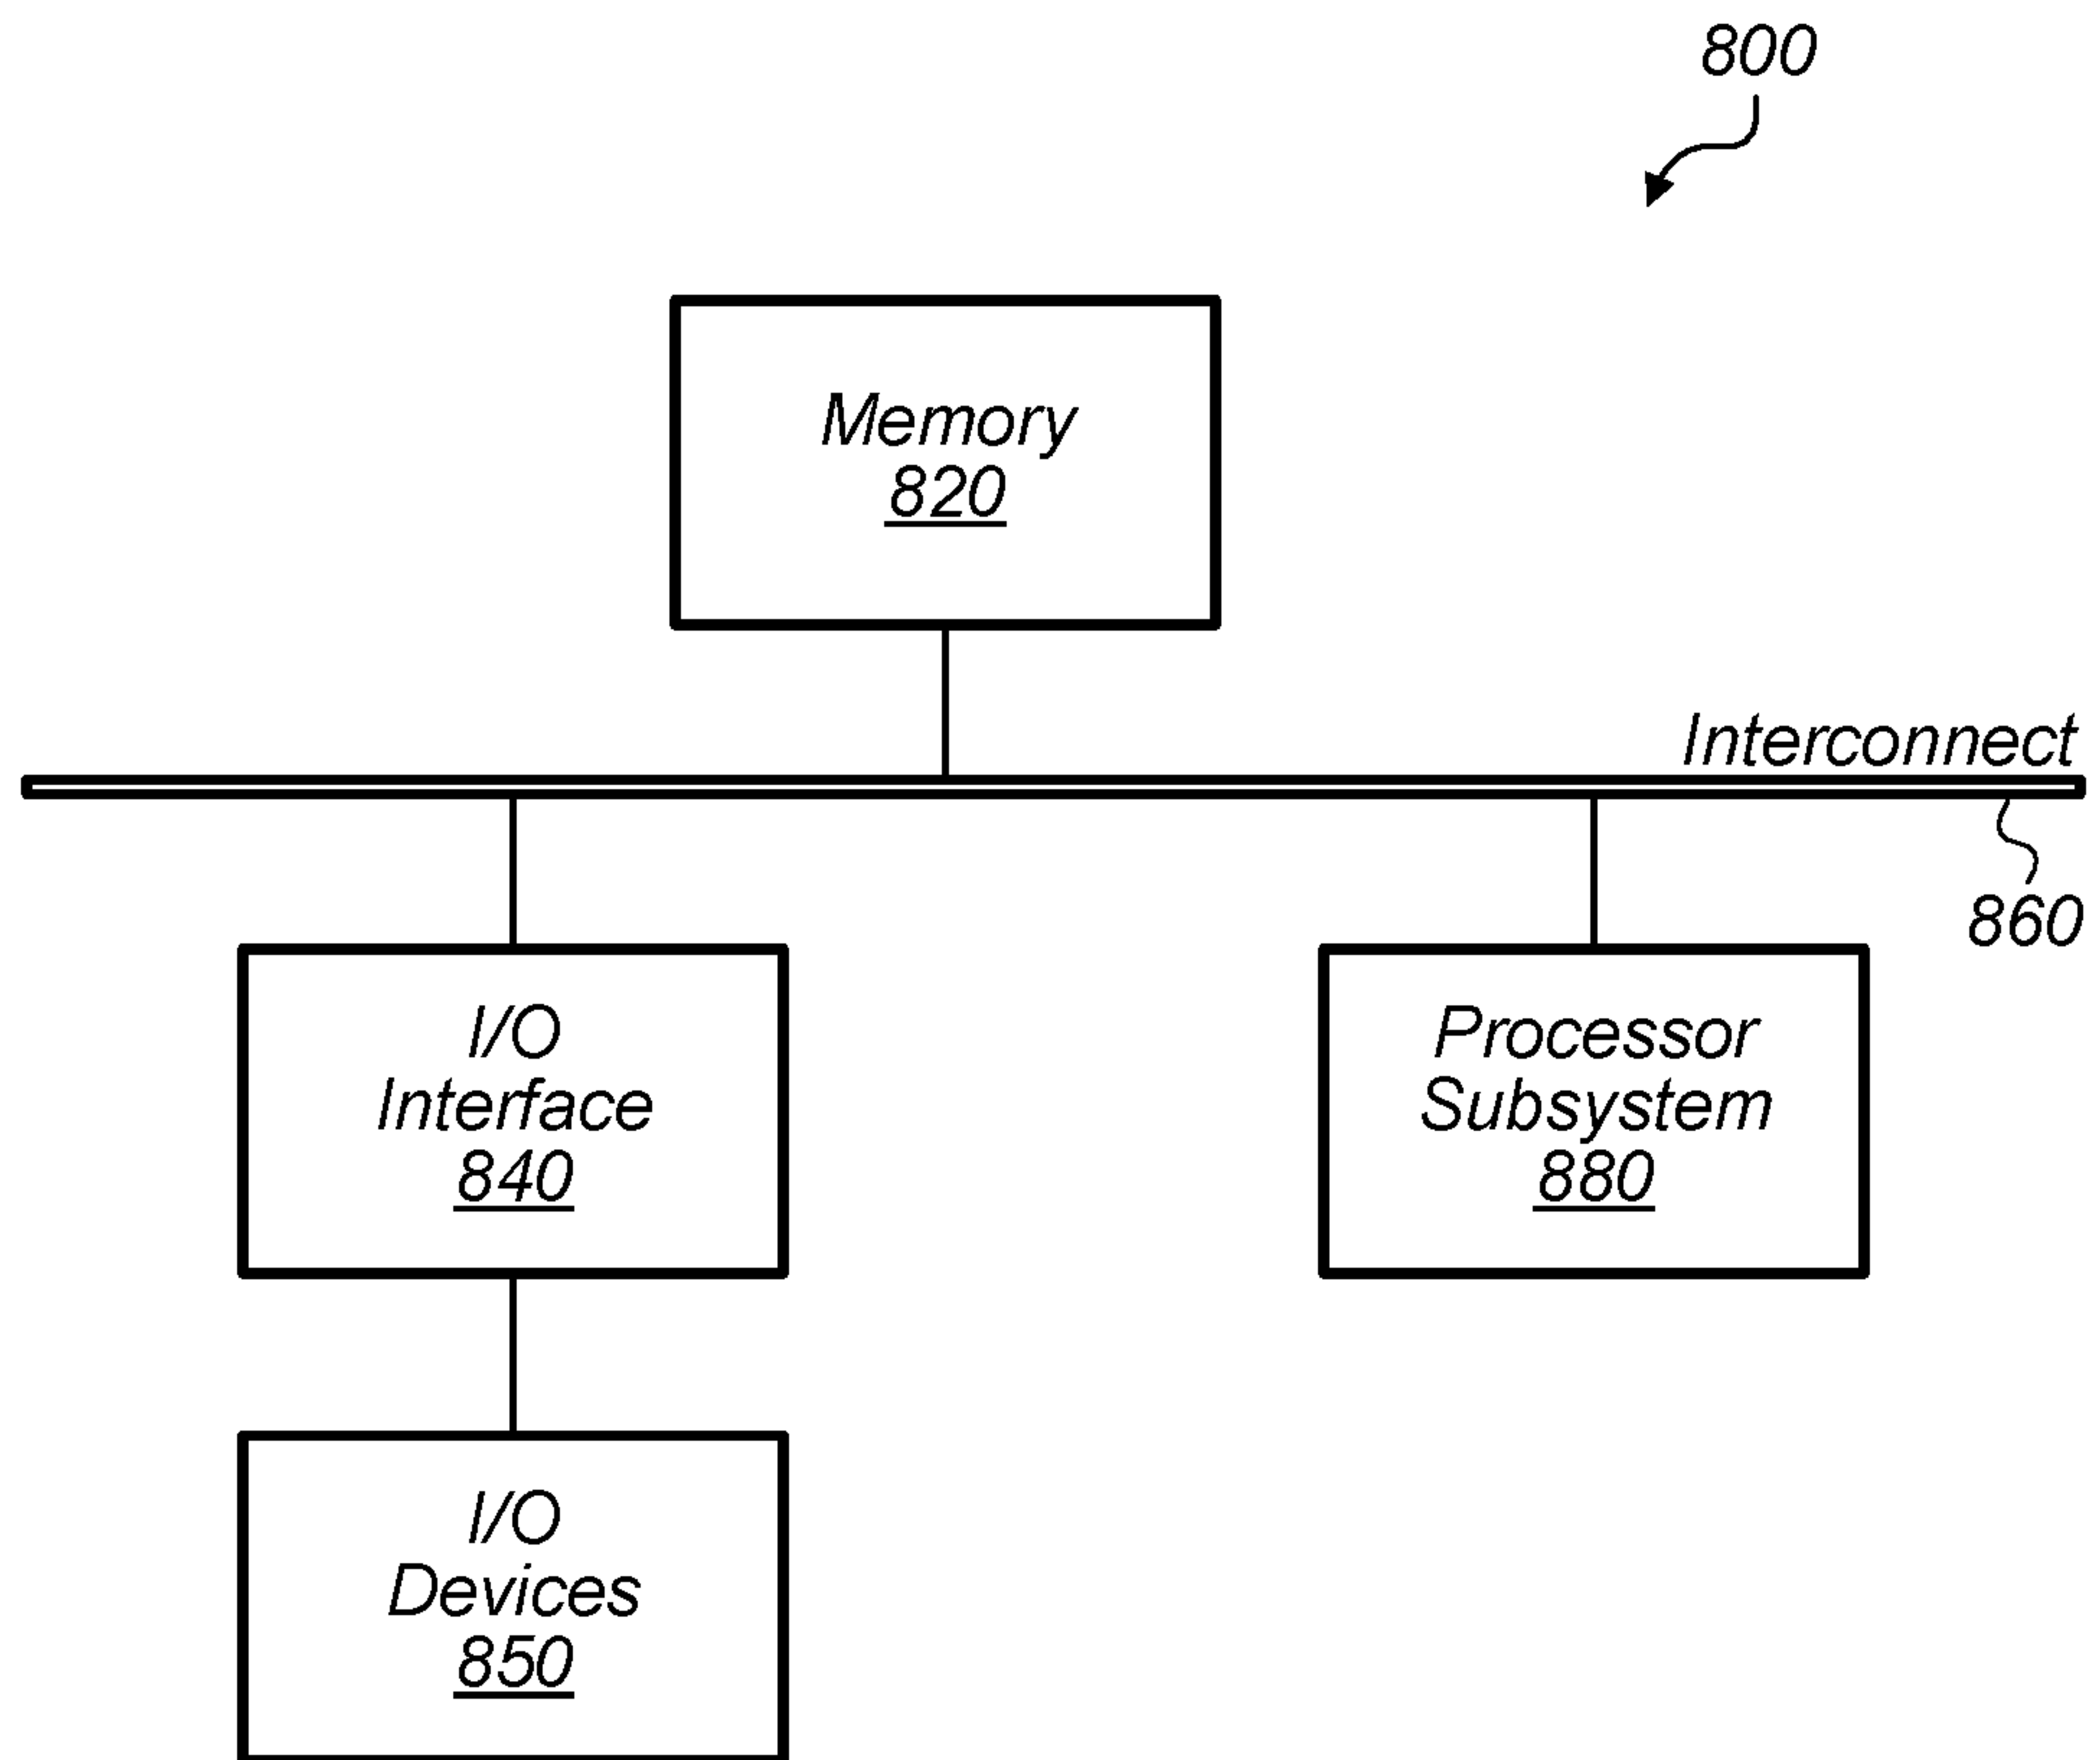 800
Memory
820
Interconnect
860
I/O
Interface
840
Processor
Subsystem
880
I/O
Devices
850